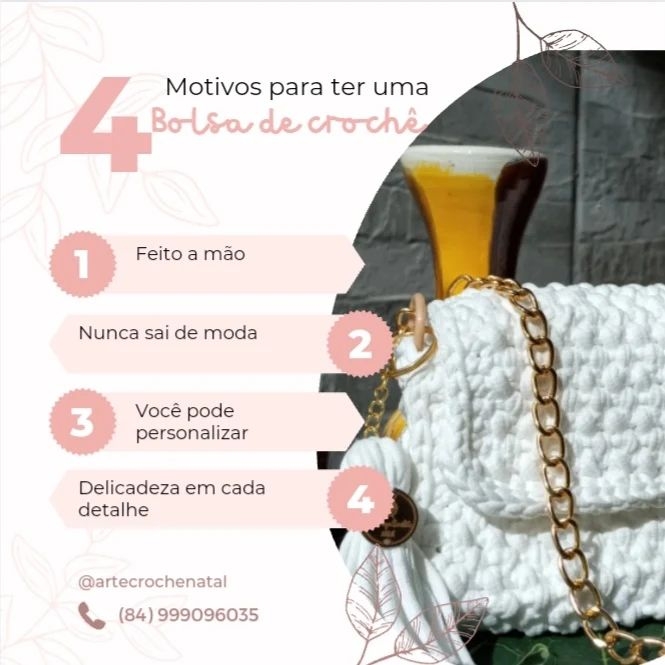 4
Motivos para ter uma
Bolsa de crochê
1
Feito a mão
Nunca sai de moda
2
3
Você pode
personalizar
Delicadeza em cada
detalhe
4
@artecrochenatal
(84) 999096035